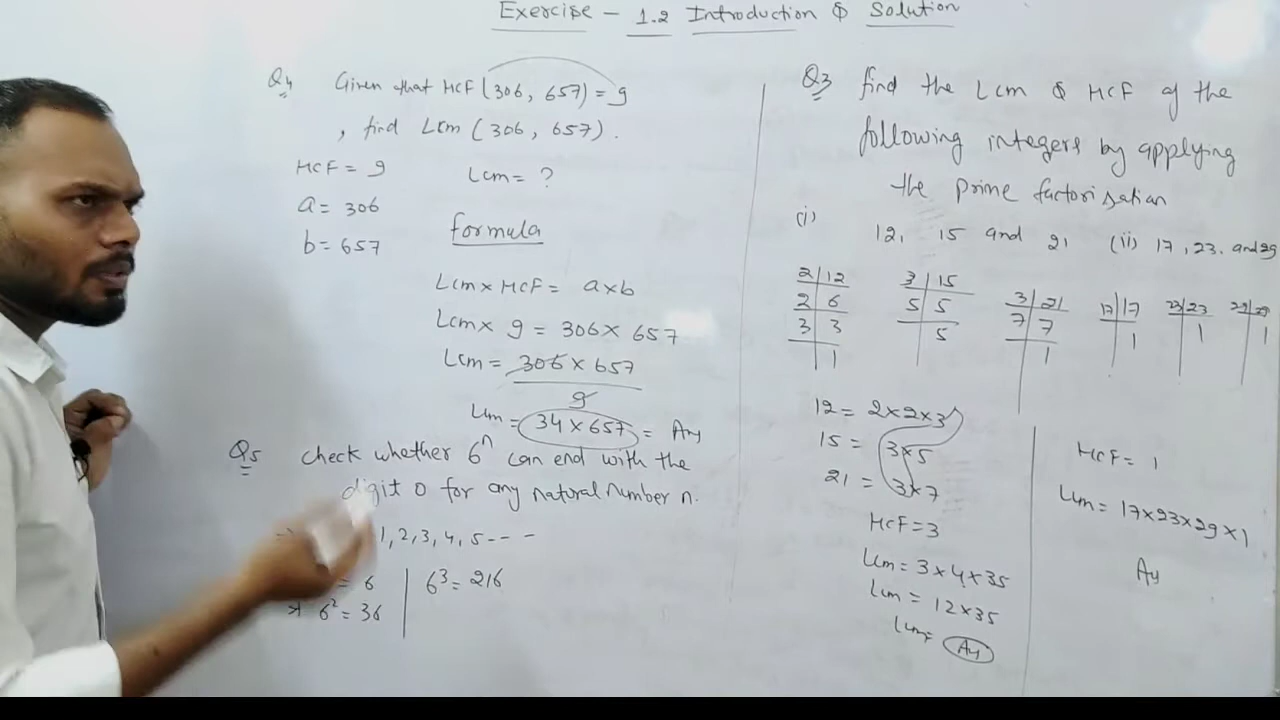 Exercise - 1.2 Introduction & Solution
Q4 Given that HCF (306, 657) = 9
, find LCM (306, 657).
HCF = 9 LCM = ?
a = 306
b = 657
formula
LCM × HCF = a×b
LCM × 9 = 306 × 657
LCM = 306 × 657
9
LCM = 34 × 657 = Ans
Q5 check whether 6ⁿ can end with the
digit 0 for any natural number n.
1, 2, 3, 4, 5 - - -
= 6
6² = 36
6³ = 216
Q3 find the LCM & HCF of the
following integers by applying
the prime factorisation
(i) 12, 15 and 21 (ii) 17, 23. and 29
2 | 12
2 | 6
3 | 3
| 1
3 | 15
5 | 5
| 5
3 | 21
7 | 7
| 1
17 | 17
| 1
23 | 23
| 1
29 | 29
| 1
12 = 2×2×3
15 = 3×5
21 = 3×7
HCF = 3
LCM = 3×4×35
LCM = 12×35
LCM = Ans
HCF = 1
LCM = 17×23×29×1
Ans